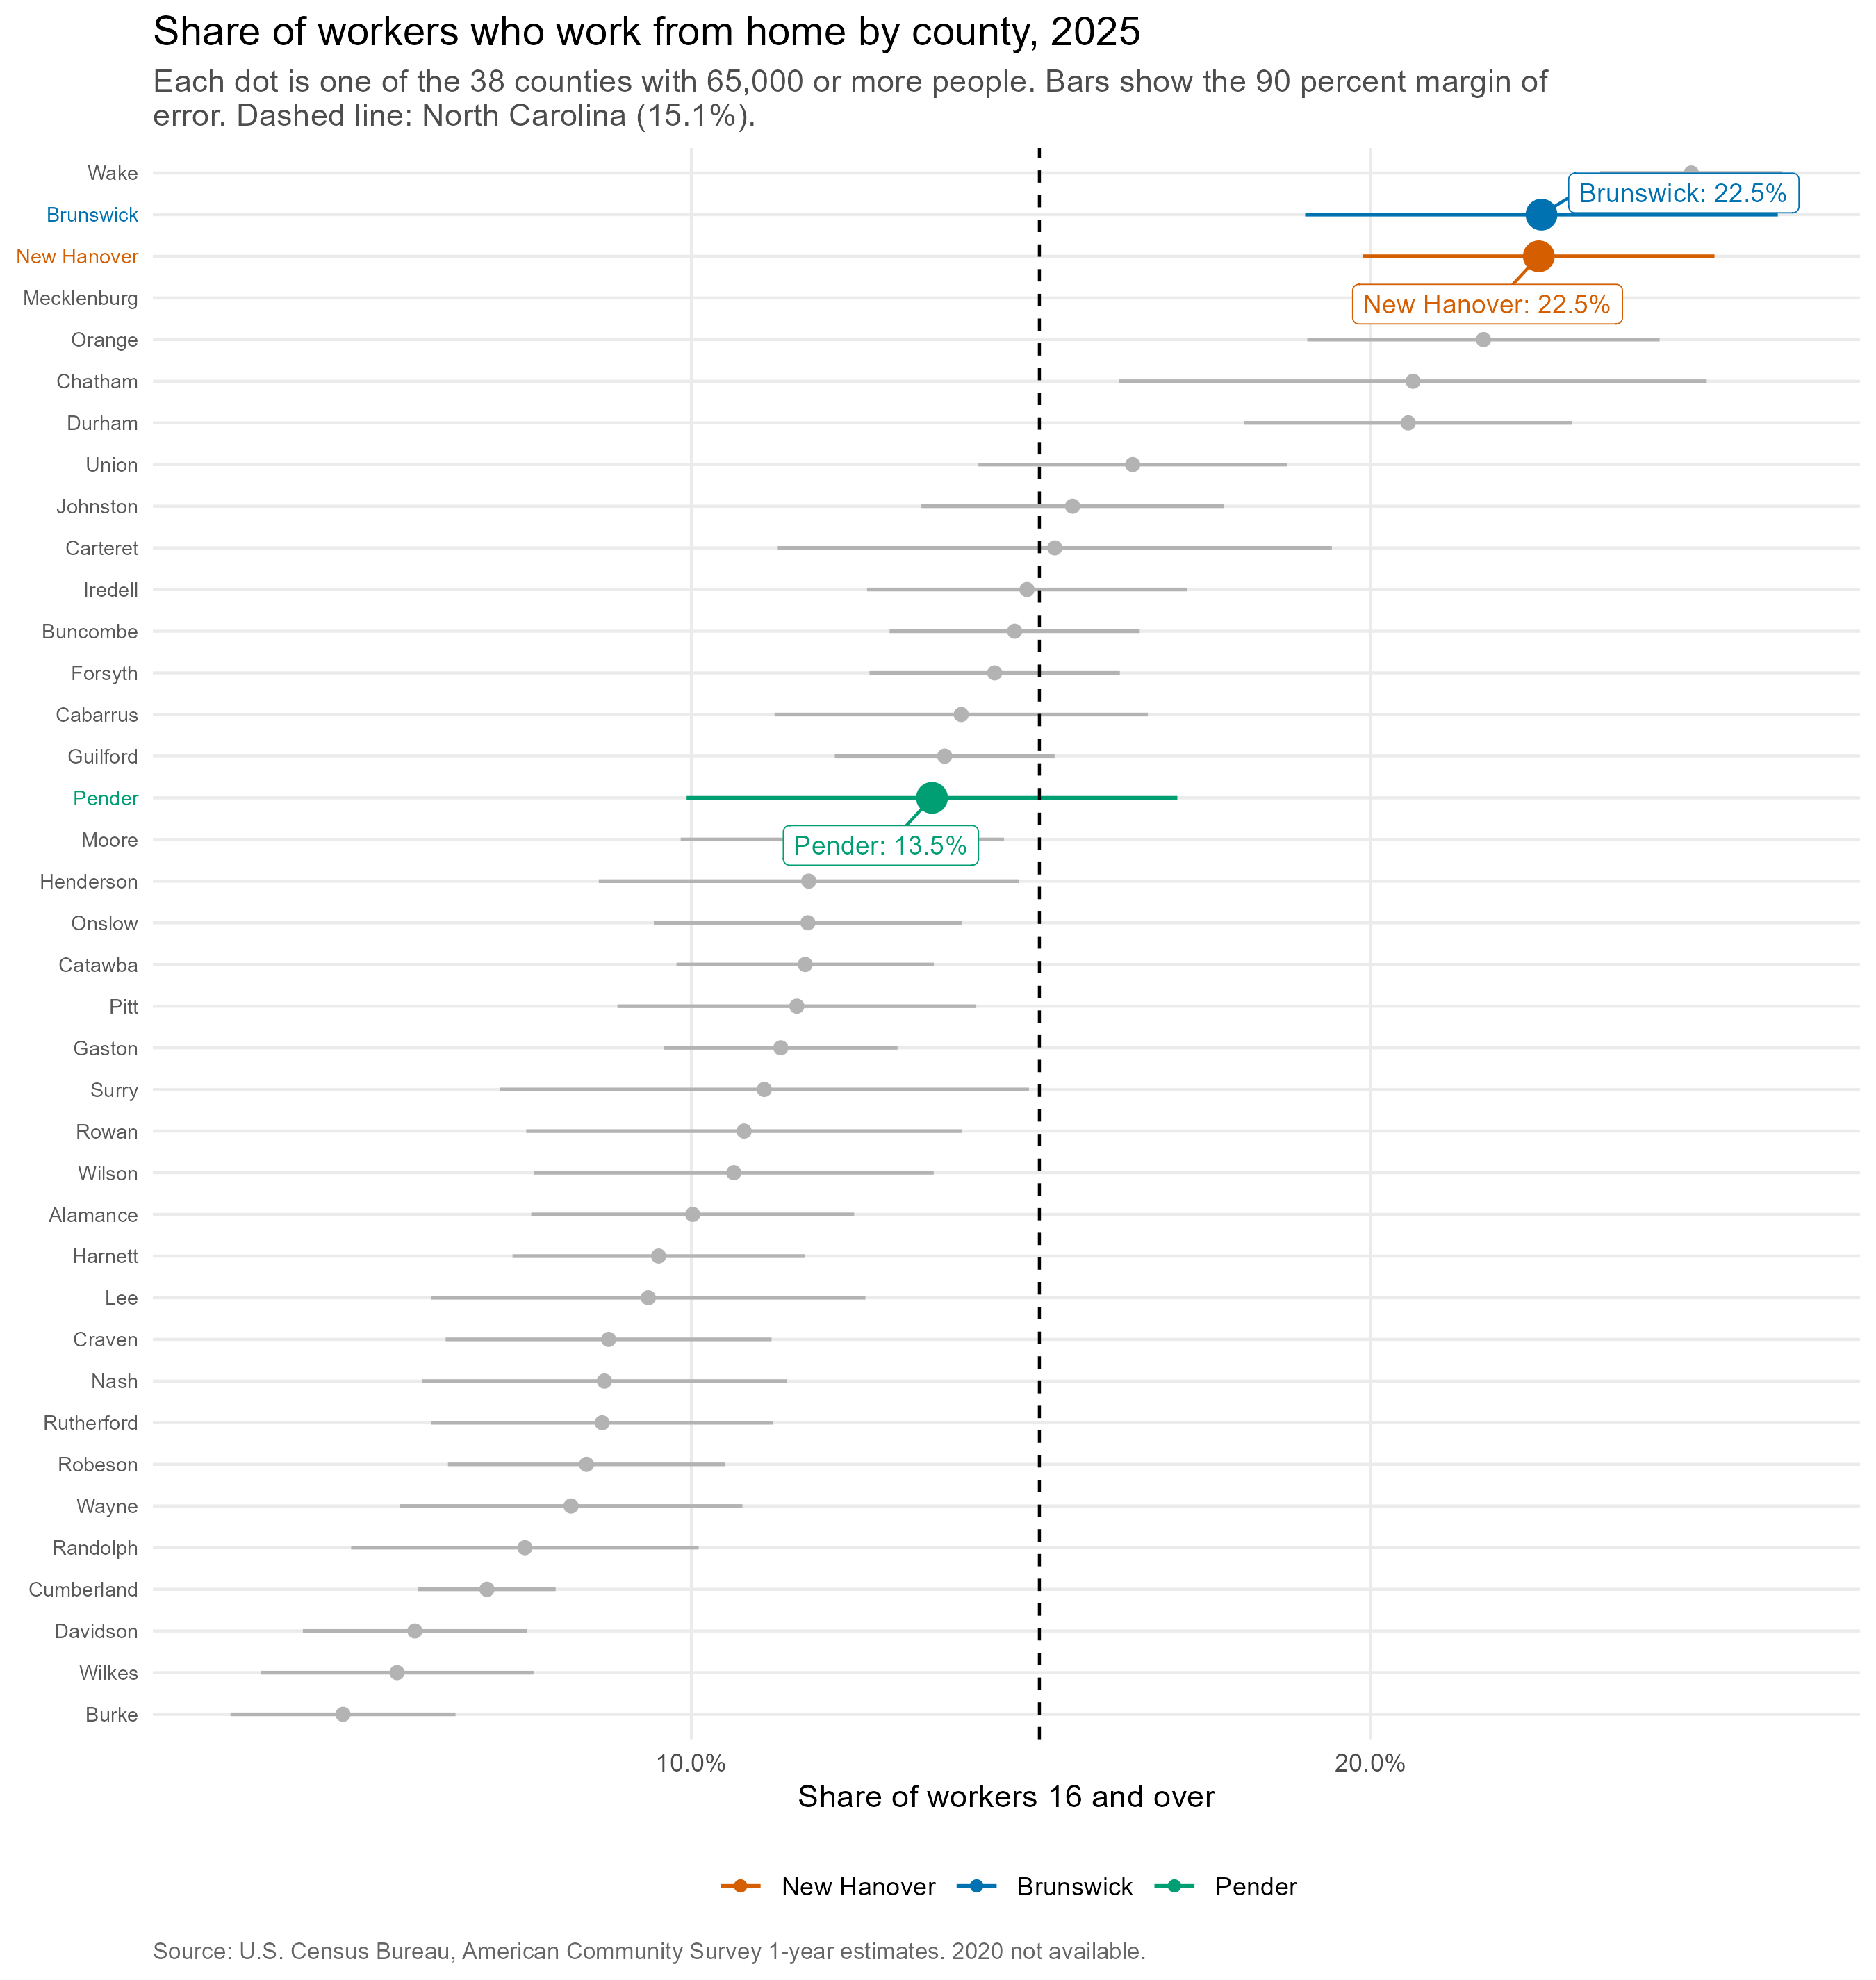 Share of workers who work from home by county, 2025
Each dot is one of the 38 counties with 65,000 or more people. Bars show the 90 percent margin of
error. Dashed line: North Carolina (15.1%).
Wake
Brunswick: 22.5%
Brunswick
New Hanover
Mecklenburg
New Hanover: 22.5%
Orange
Chatham
Durham
Union
Johnston
Carteret
Iredell
Buncombe
Forsyth
Cabarrus
Guilford
Pender
Moore
Pender: 13.5%
Henderson
Onslow
Catawba
Pitt
Gaston
Surry
Rowan
Wilson
Alamance
Harnett
Lee
Craven
Nash
Rutherford
Robeson
Wayne
Randolph
Cumberland
Davidson
Wilkes
Burke
10.0% 20.0%
Share of workers 16 and over
New Hanover Brunswick Pender
Source: U.S. Census Bureau, American Community Survey 1-year estimates. 2020 not available.